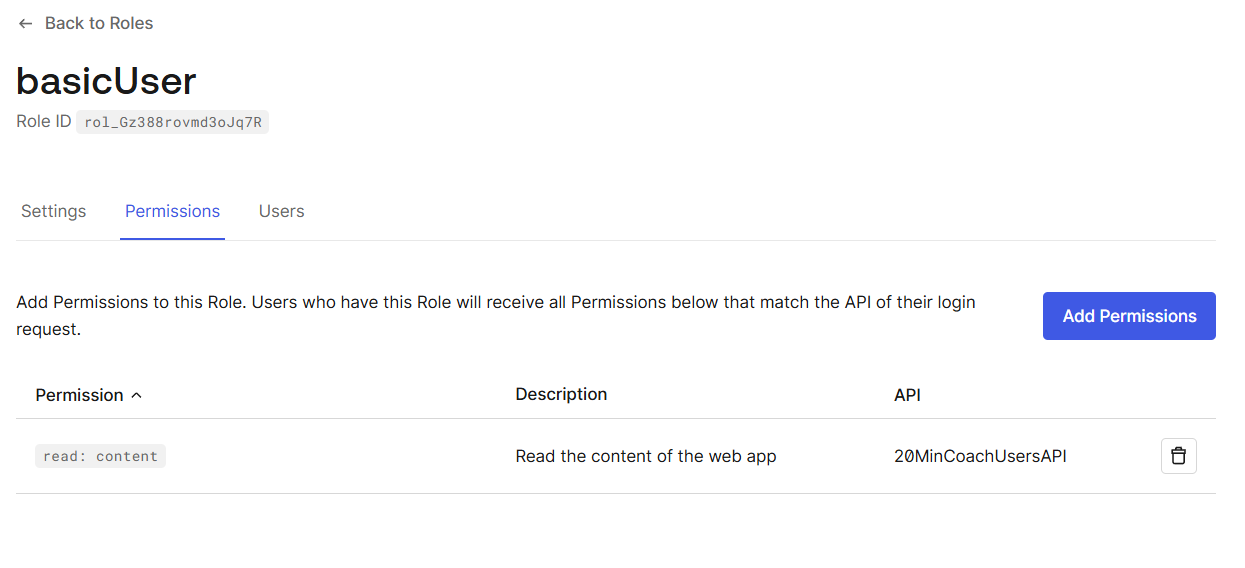 ← Back to Roles
basicUser
Role ID rol_Gz388rovmd3oJq7R
Settings Permissions Users
Add Permissions to this Role. Users who have this Role will receive all Permissions below that match the API of their login
request.
Add Permissions
Permission Description API
read: content Read the content of the web app 20MinCoachUsersAPI